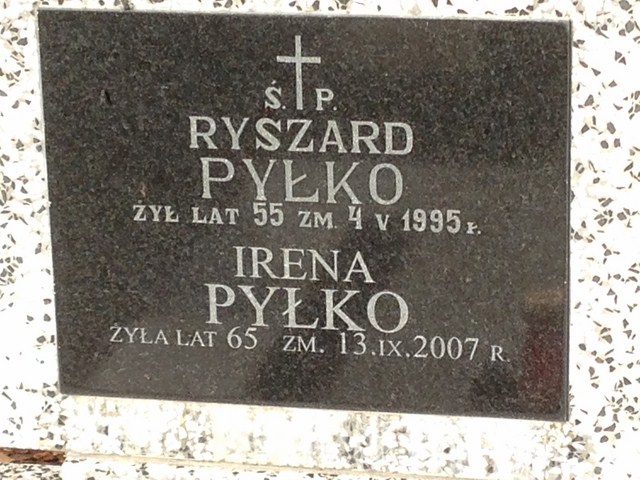 Ś. P.
RYSZARD
PYŁKO
ŻYŁ LAT 55 ZM. 4 V 1995 r.
IRENA
PYŁKO
ŻYŁA LAT 65 ZM. 13.IX.2007 R.